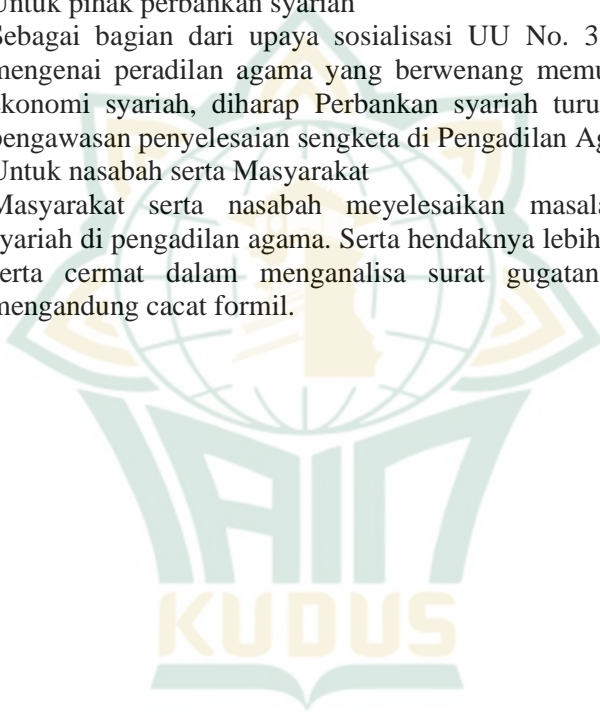 Untuk pihak perbankan syariah
Sebagai bagian dari upaya sosialisasi UU No. 3
mengenai peradilan agama yang berwenang memu
ekonomi syariah, diharap Perbankan syariah turu
pengawasan penyelesaian sengketa di Pengadilan Ag
Untuk nasabah serta Masyarakat
Masyarakat serta nasabah meyelesaikan masala
syariah di pengadilan agama. Serta hendaknya lebih
serta cermat dalam menganalisa surat gugatan
mengandung cacat formil.
IAIN
KUDUS